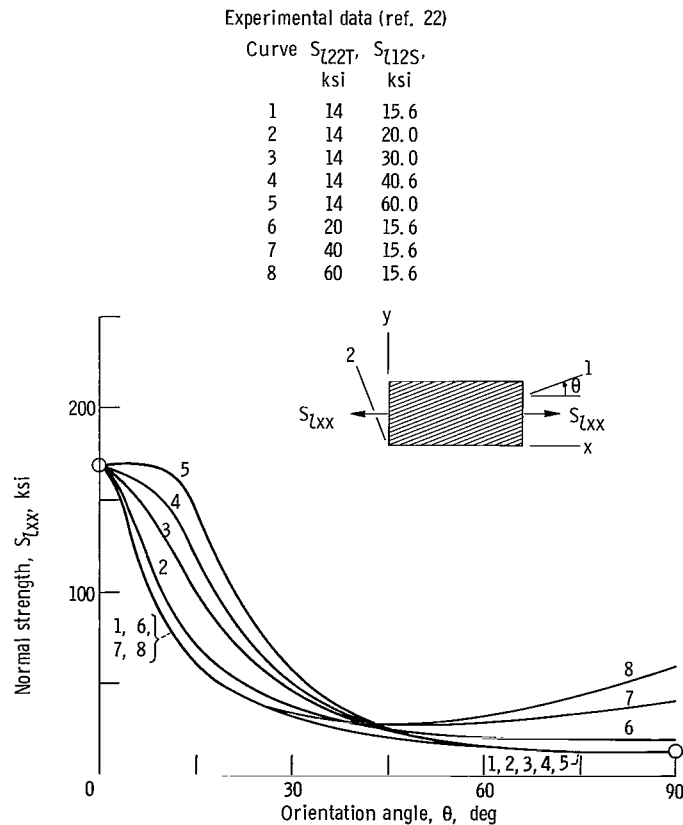 Experimental data (ref. 22)
Curve S_l22T, S_l12S,
ksi ksi
1 14 15.6
2 14 20.0
3 14 30.0
4 14 40.6
5 14 60.0
6 20 15.6
7 40 15.6
8 60 15.6
y
2
1
θ
S_lxx
S_lxx
x
200
100
0
30
60
90
Normal strength, S_lxx, ksi
5
4
3
2
1, 6,
7, 8
8
7
6
1, 2, 3, 4, 5
Orientation angle, θ, deg